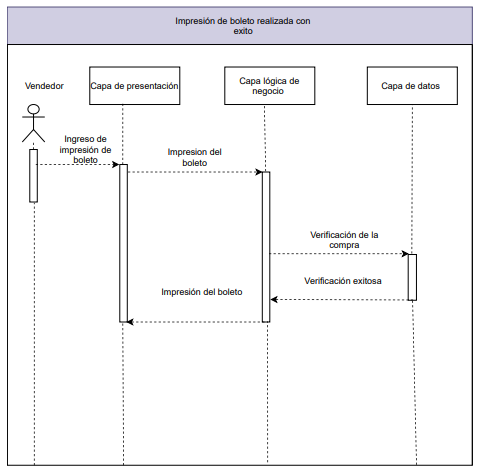 Impresión de boleto realizada con
exito
Vendedor
Capa de presentación
Capa lógica de
negocio
Capa de datos
Ingreso de
impresión de
boleto
Impresion del
boleto
Verificación de la
compra
Verificación exitosa
Impresión del boleto